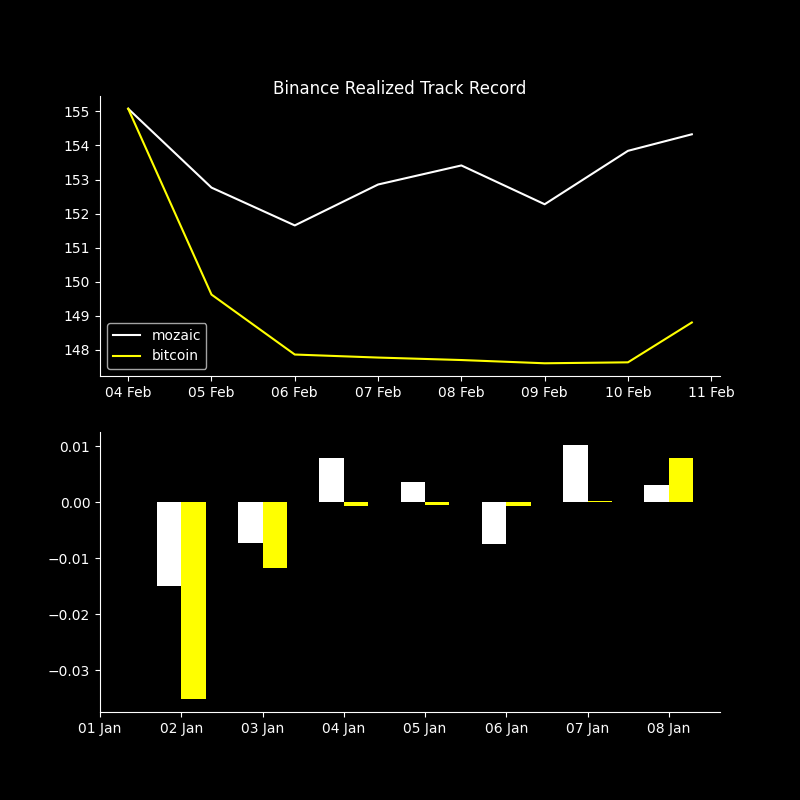 Binance Realized Track Record
155
154
153
152
151
150
149
148
mozaic
bitcoin
04 Feb 05 Feb 06 Feb 07 Feb 08 Feb 09 Feb 10 Feb 11 Feb
0.01
0.00
−0.01
−0.02
−0.03
01 Jan 02 Jan 03 Jan 04 Jan 05 Jan 06 Jan 07 Jan 08 Jan